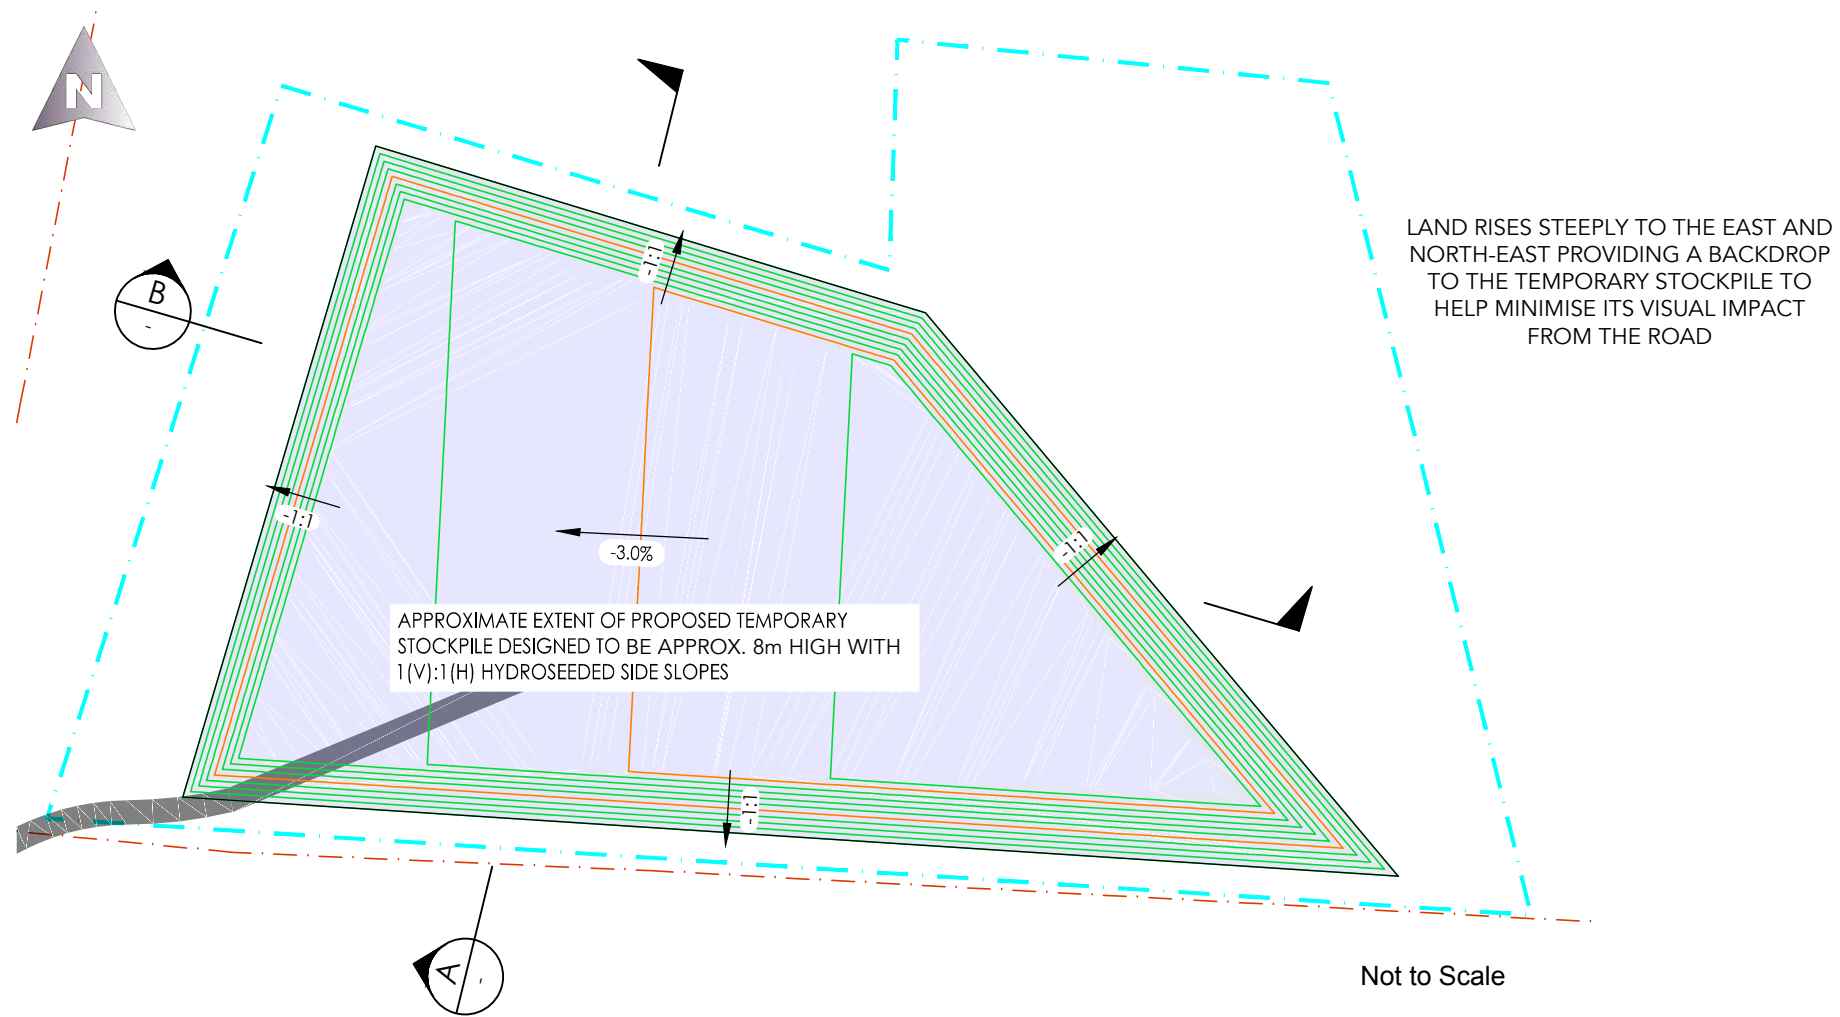 N
LAND RISES STEEPLY TO THE EAST AND
NORTH-EAST PROVIDING A BACKDROP
TO THE TEMPORARY STOCKPILE TO
HELP MINIMISE ITS VISUAL IMPACT
FROM THE ROAD
-1:1
B
-
-1:1
-3.0%
-1:1
APPROXIMATE EXTENT OF PROPOSED TEMPORARY
STOCKPILE DESIGNED TO BE APPROX. 8m HIGH WITH
1(V):1(H) HYDROSEEDED SIDE SLOPES
-1:1
A
-
Not to Scale